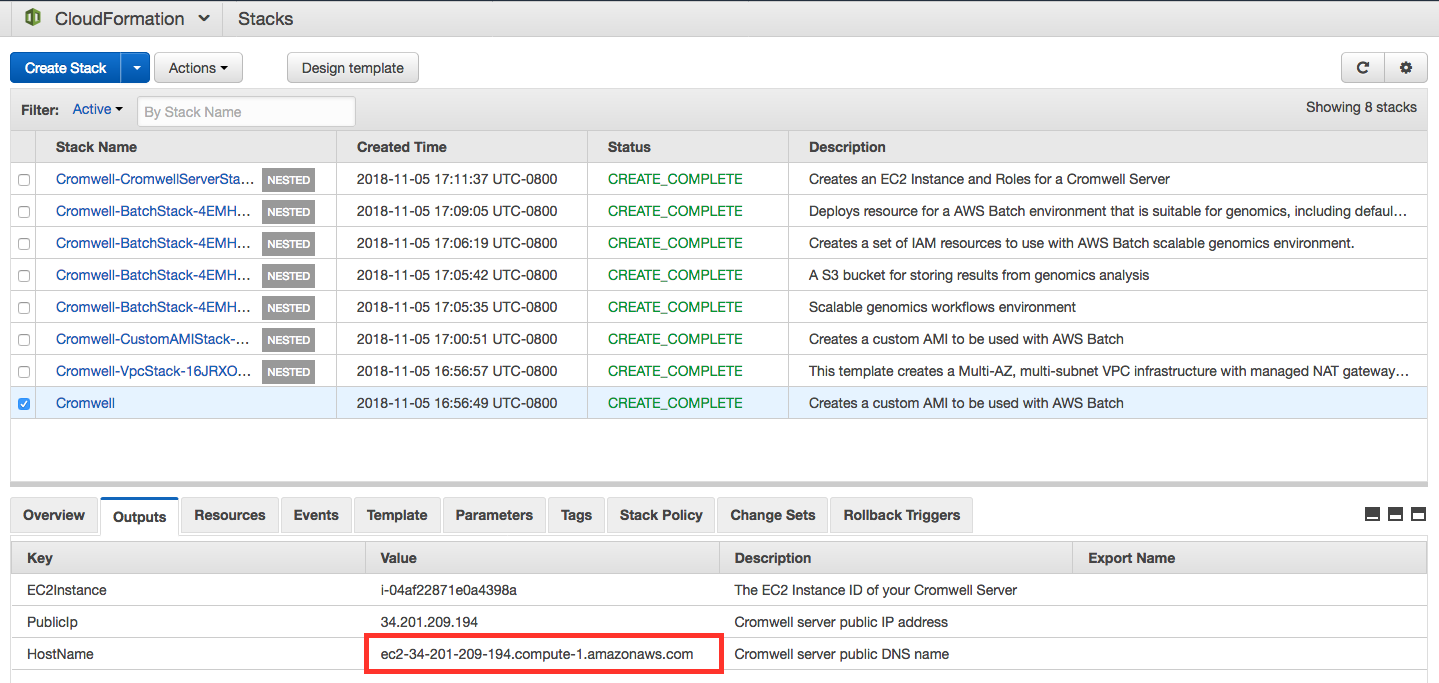 CloudFormation Stacks
Create Stack Actions Design template
Filter: Active By Stack Name Showing 8 stacks
Stack Name Created Time Status Description
Cromwell-CromwellServerSta... NESTED 2018-11-05 17:11:37 UTC-0800 CREATE_COMPLETE Creates an EC2 Instance and Roles for a Cromwell Server
Cromwell-BatchStack-4EMH... NESTED 2018-11-05 17:09:05 UTC-0800 CREATE_COMPLETE Deploys resource for a AWS Batch environment that is suitable for genomics, including defaul...
Cromwell-BatchStack-4EMH... NESTED 2018-11-05 17:06:19 UTC-0800 CREATE_COMPLETE Creates a set of IAM resources to use with AWS Batch scalable genomics environment.
Cromwell-BatchStack-4EMH... NESTED 2018-11-05 17:05:42 UTC-0800 CREATE_COMPLETE A S3 bucket for storing results from genomics analysis
Cromwell-BatchStack-4EMH... NESTED 2018-11-05 17:05:35 UTC-0800 CREATE_COMPLETE Scalable genomics workflows environment
Cromwell-CustomAMIStack-... NESTED 2018-11-05 17:00:51 UTC-0800 CREATE_COMPLETE Creates a custom AMI to be used with AWS Batch
Cromwell-VpcStack-16JRXO... NESTED 2018-11-05 16:56:57 UTC-0800 CREATE_COMPLETE This template creates a Multi-AZ, multi-subnet VPC infrastructure with managed NAT gateway...
Cromwell 2018-11-05 16:56:49 UTC-0800 CREATE_COMPLETE Creates a custom AMI to be used with AWS Batch
Overview Outputs Resources Events Template Parameters Tags Stack Policy Change Sets Rollback Triggers
Key Value Description Export Name
EC2Instance i-04af22871e0a4398a The EC2 Instance ID of your Cromwell Server
PublicIp 34.201.209.194 Cromwell server public IP address
HostName ec2-34-201-209-194.compute-1.amazonaws.com Cromwell server public DNS name